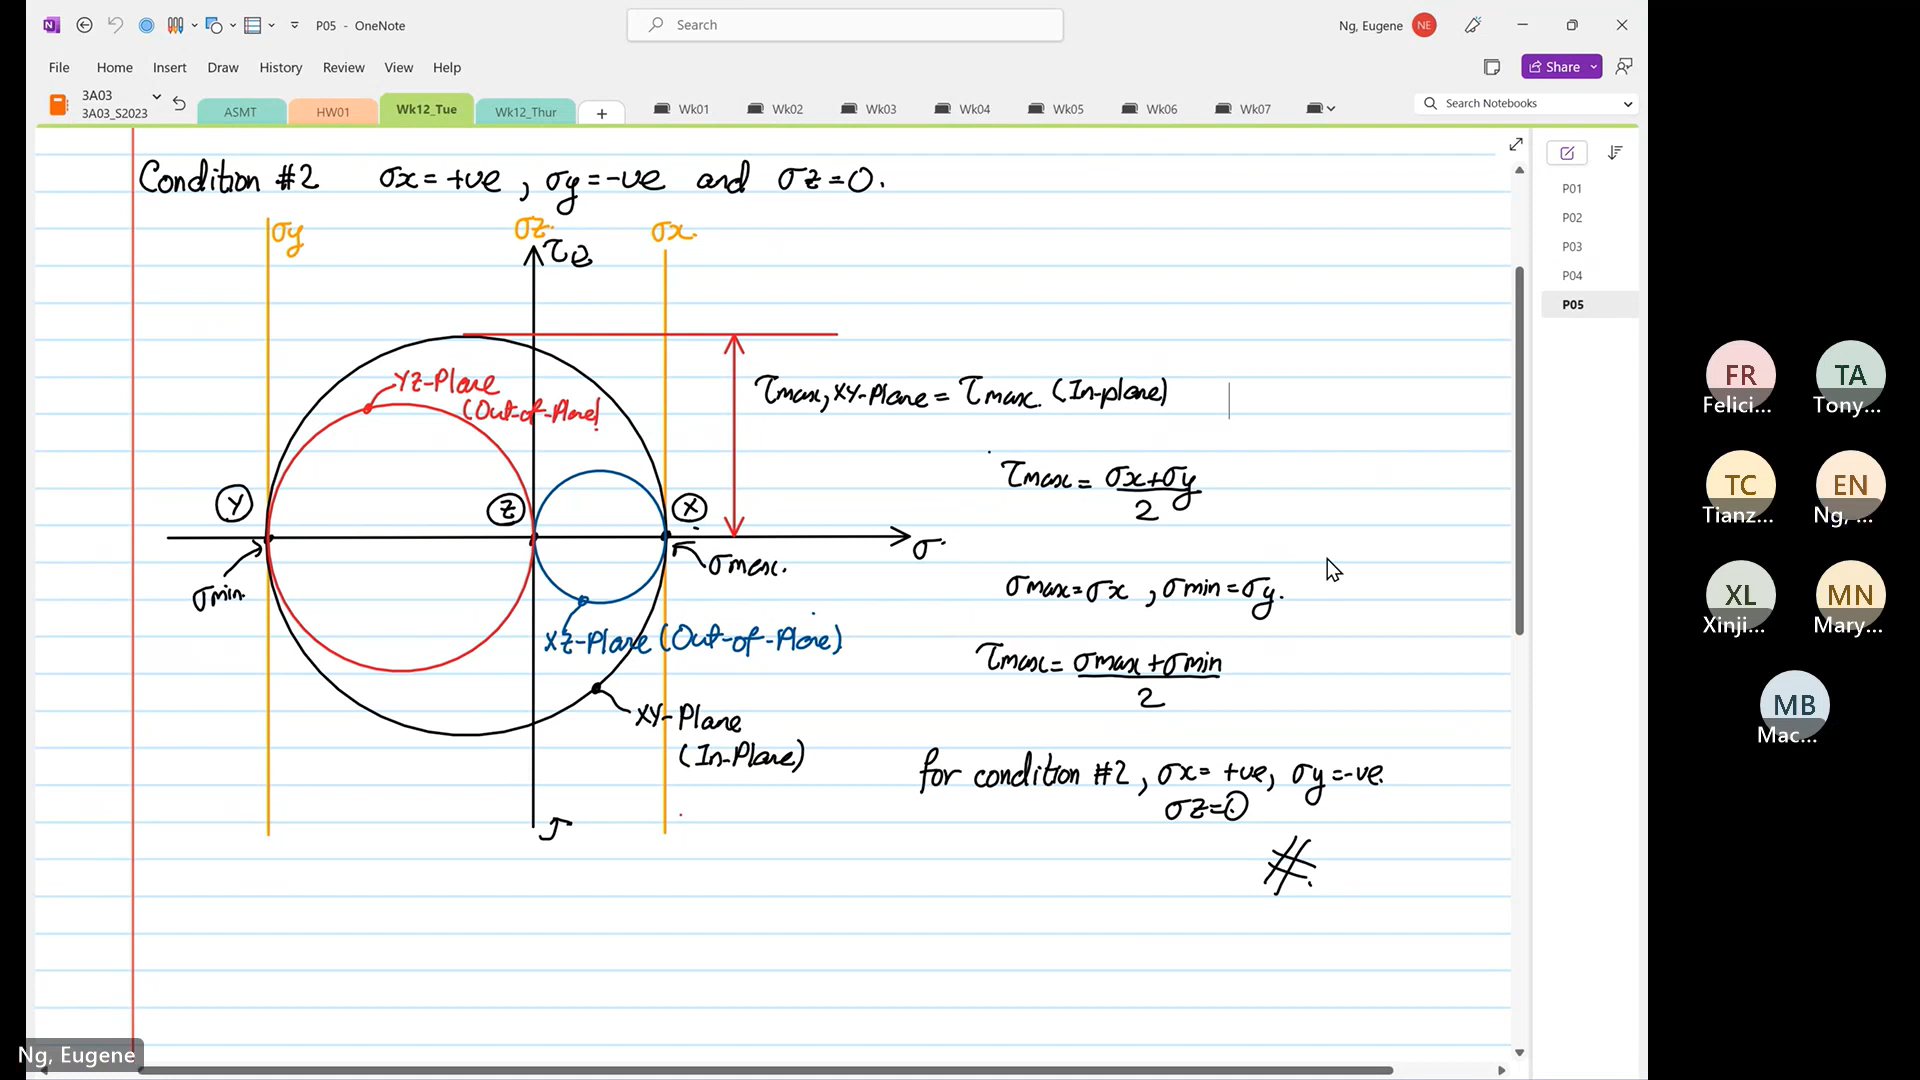 P05 - OneNote
Search
Ng, Eugene
NE
File Home Insert Draw History Review View Help
Share
3A03
3A03_S2023
ASMT
HW01
Wk12_Tue
Wk12_Thur
+
Wk01
Wk02
Wk03
Wk04
Wk05
Wk06
Wk07
Search Notebooks
P01
P02
P03
P04
P05
Condition #2 σx = +ve , σy = -ve and σz = 0.
σy
σz
σx
YZ-Plane
(Out-of-Plane)
τmax, XY-Plane = τmax. (In-plane)
τmax = σx+σy
2
Y
Z
X
σ
σmax.
σmin.
σmax = σx , σmin = σy.
XZ-Plane (Out-of-Plane)
τmax = σmax + σmin
2
XY-Plane
(In-Plane)
for condition #2 , σx = +ve, σy = -ve.
σz = 0
#.
FR
Felici...
TA
Tony...
TC
Tianz...
EN
Ng, ...
XL
Xinji...
MN
Mary...
MB
Mac...
Ng, Eugene